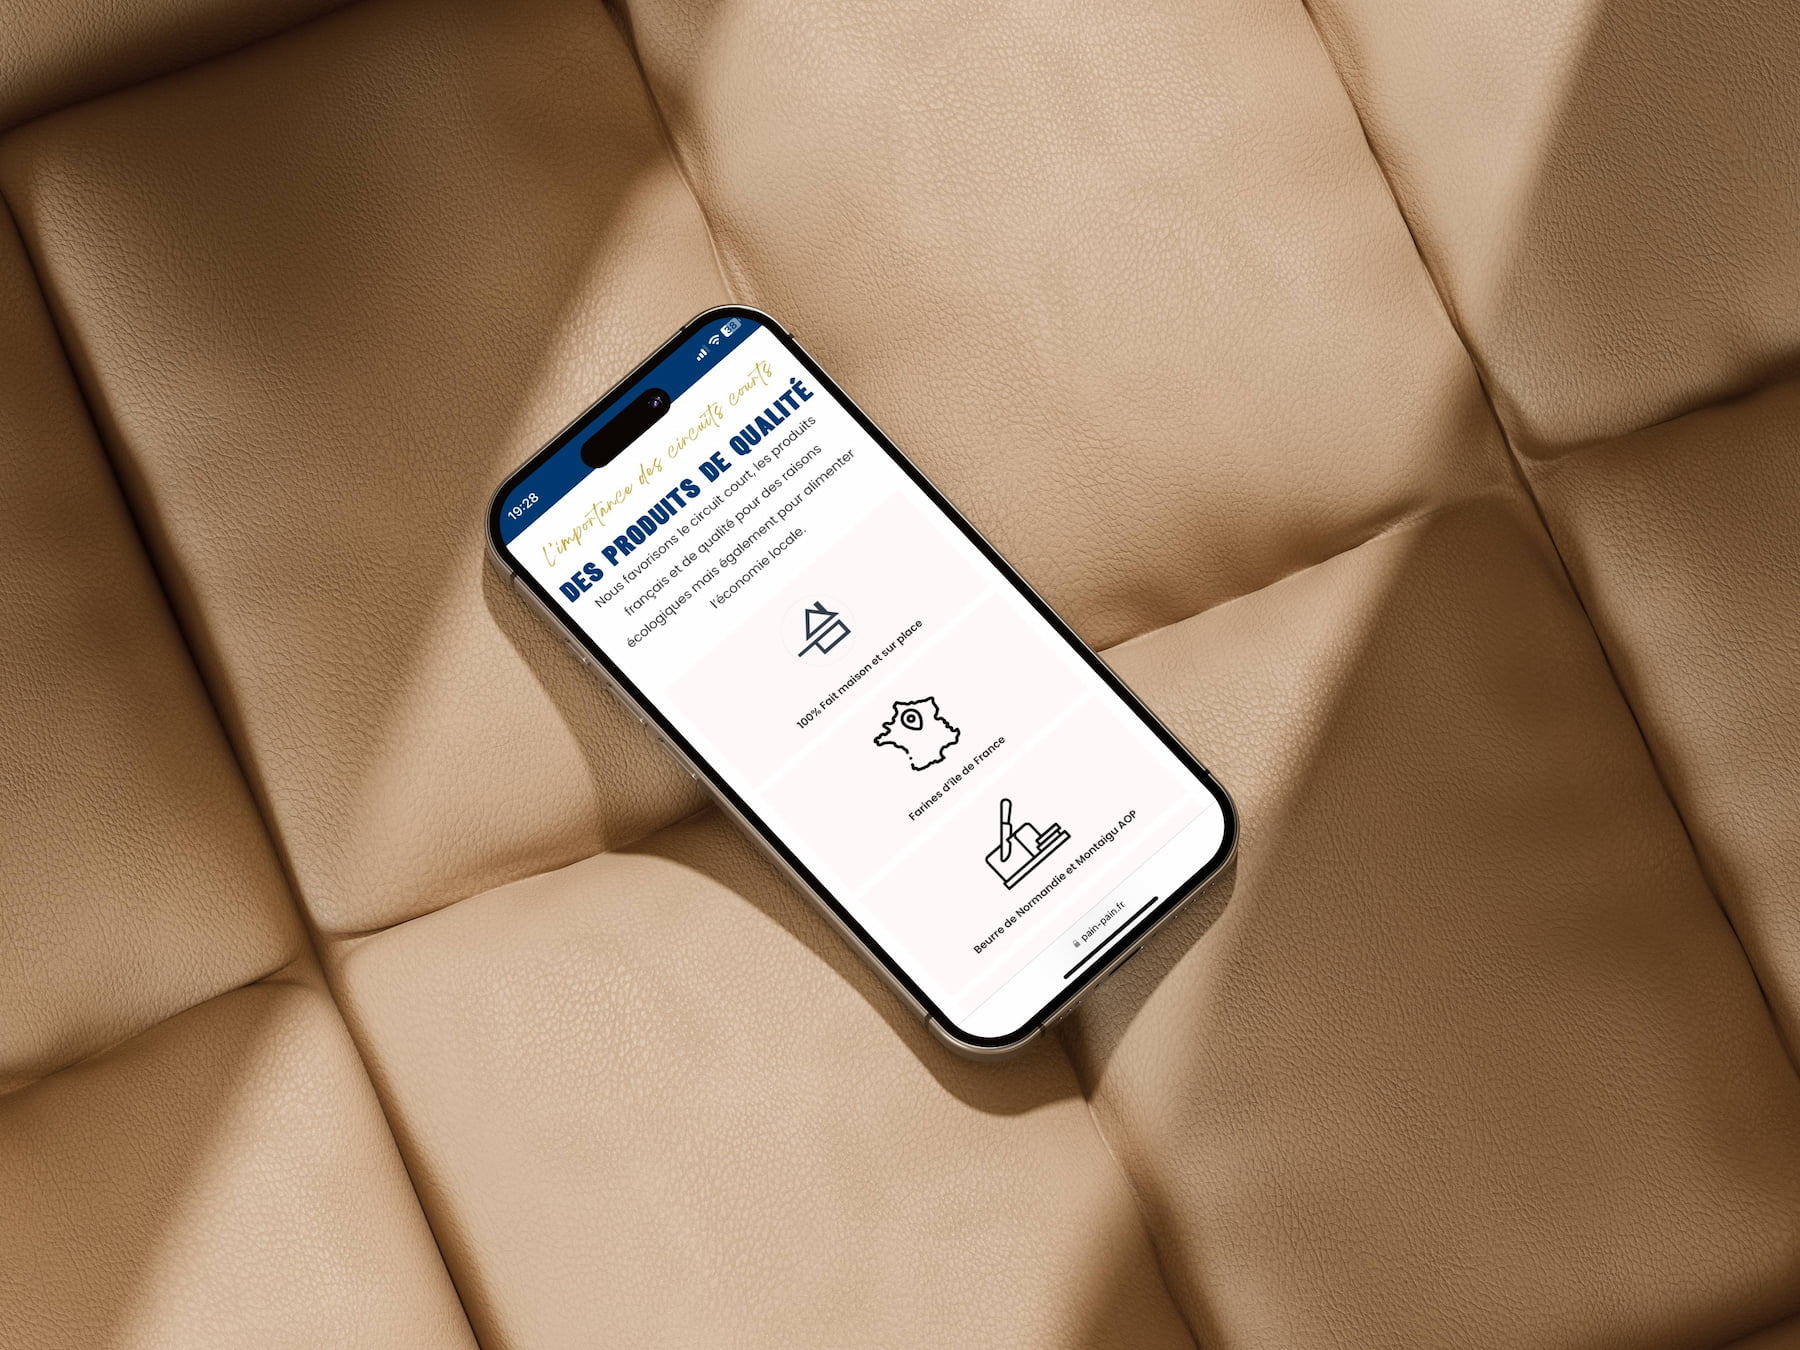 19:28
38
L'importance des circuits courts
DES PRODUITS DE QUALITÉ
Nous favorisons le circuit court, les produits
français et de qualité pour des raisons
écologiques mais également pour alimenter
l'économie locale.
100% Fait maison et sur place
Farines d'île de France
Beurre de Normandie et Montaigu AOP
pain-pain.fr